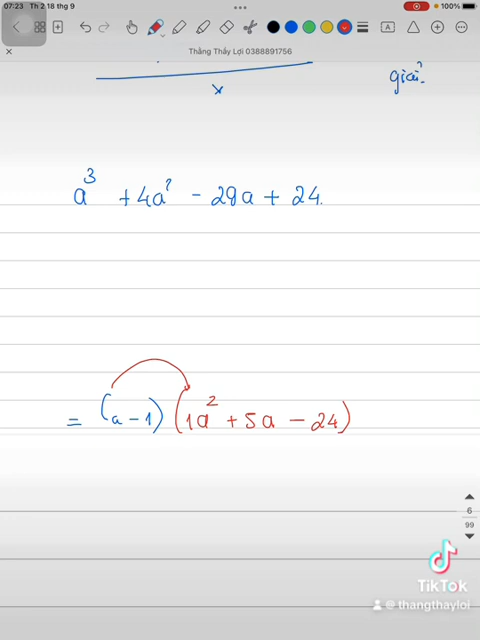 07:23 Th 2 18 thg 9
100%
Thắng Thầy Lợi 0388891756
x
giải?
a³ + 4a² - 29a + 24.
= (a - 1) (1a² + 5a - 24)
6
99
TikTok
@ thangthayloi